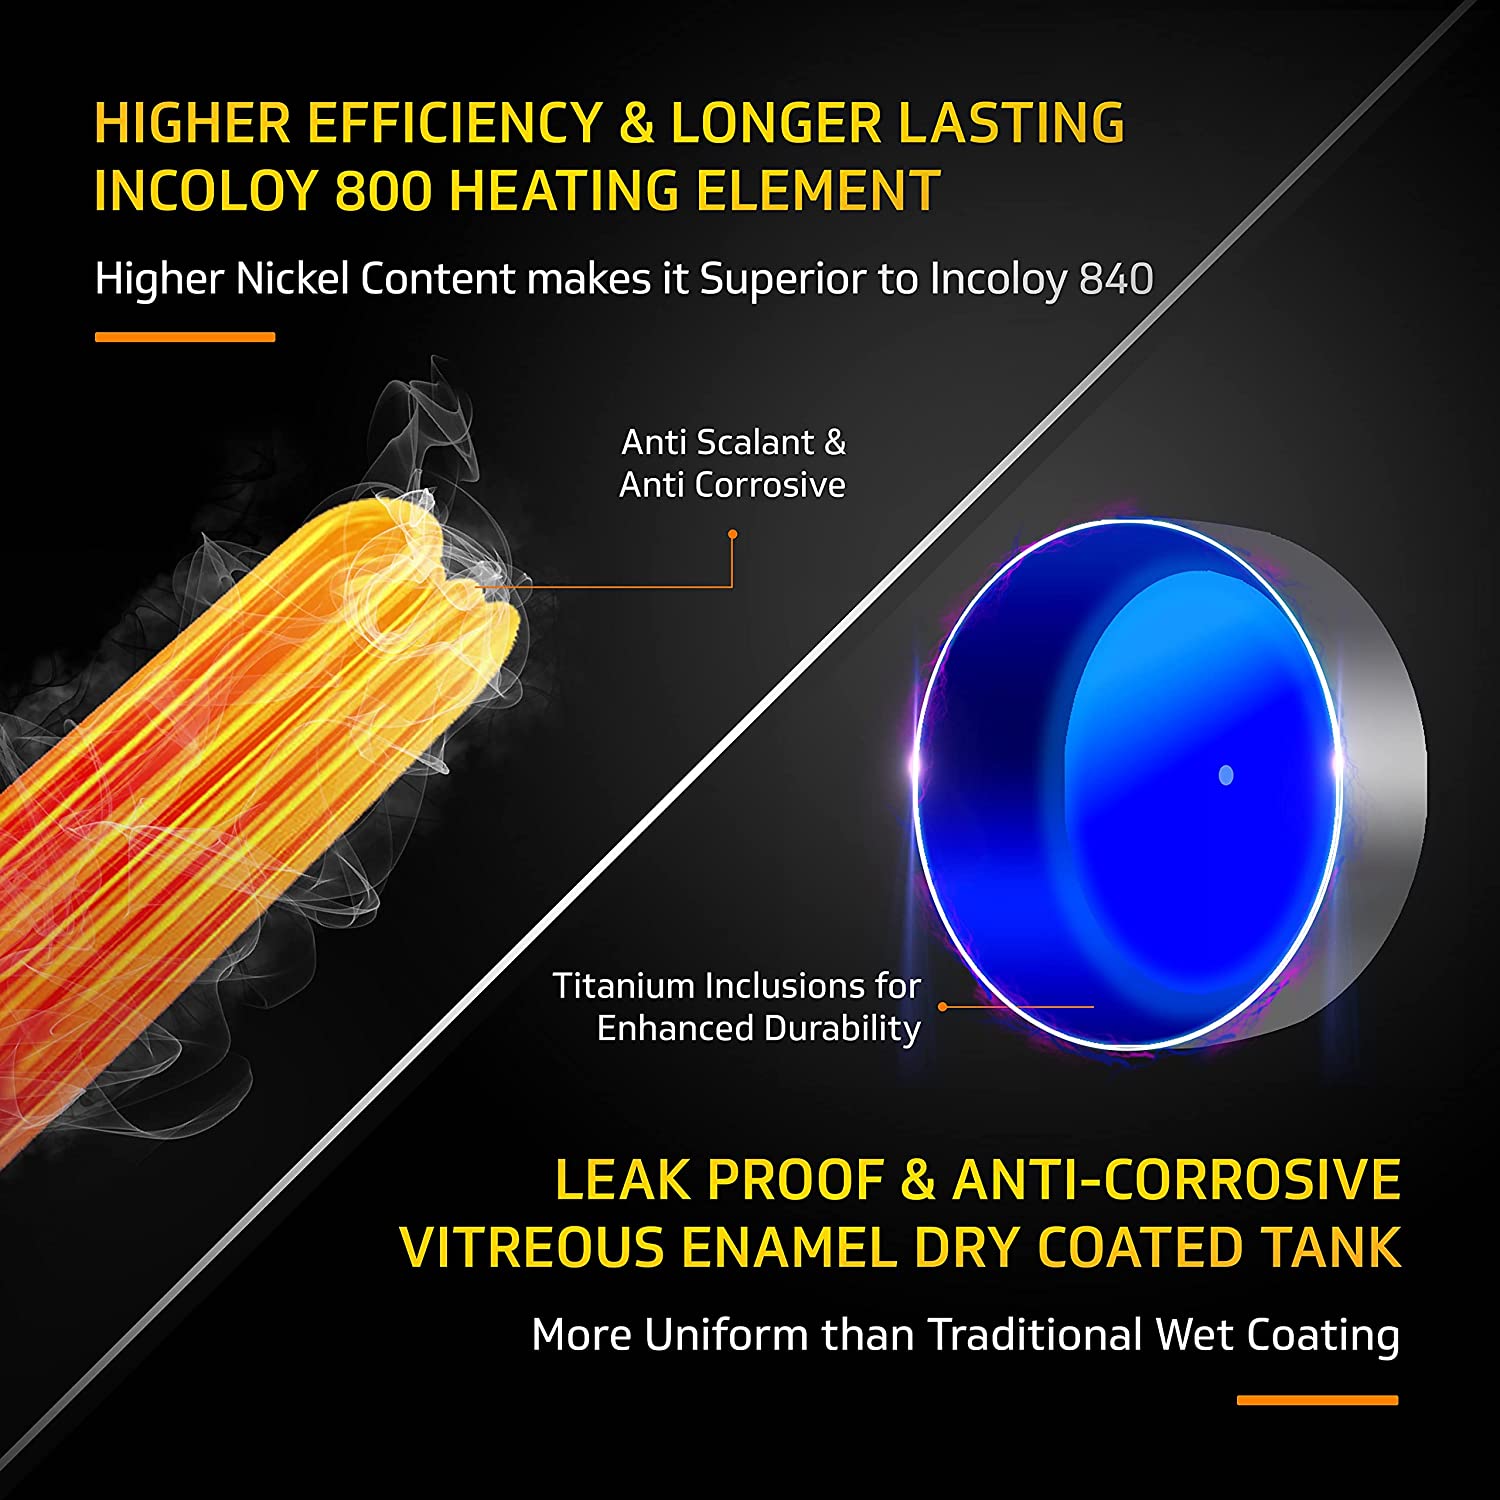 HIGHER EFFICIENCY & LONGER LASTING
INCOLOY 800 HEATING ELEMENT
Higher Nickel Content makes it Superior to Incoloy 840
Anti Scalant &
Anti Corrosive
Titanium Inclusions for
Enhanced Durability
LEAK PROOF & ANTI-CORROSIVE
VITREOUS ENAMEL DRY COATED TANK
More Uniform than Traditional Wet Coating